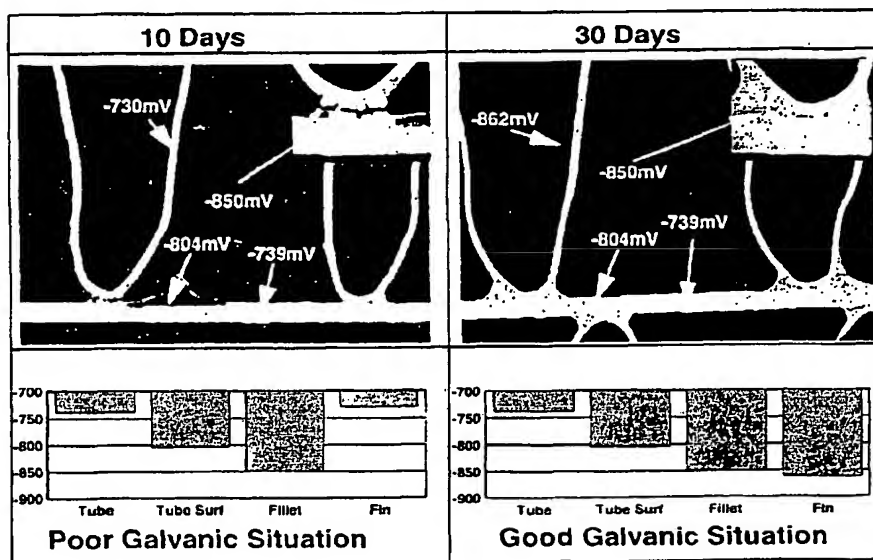 10 Days
30 Days
-730mV
-850mV
-804mV
-739mV
-862mV
-850mV
-804mV
-739mV
-700
-750
-800
-850
-900
Tube
Tube Surf
Fillet
Fin
Poor Galvanic Situation
-700
-750
-800
-850
-900
Tube
Tube Surf
Fillet
Fin
Good Galvanic Situation